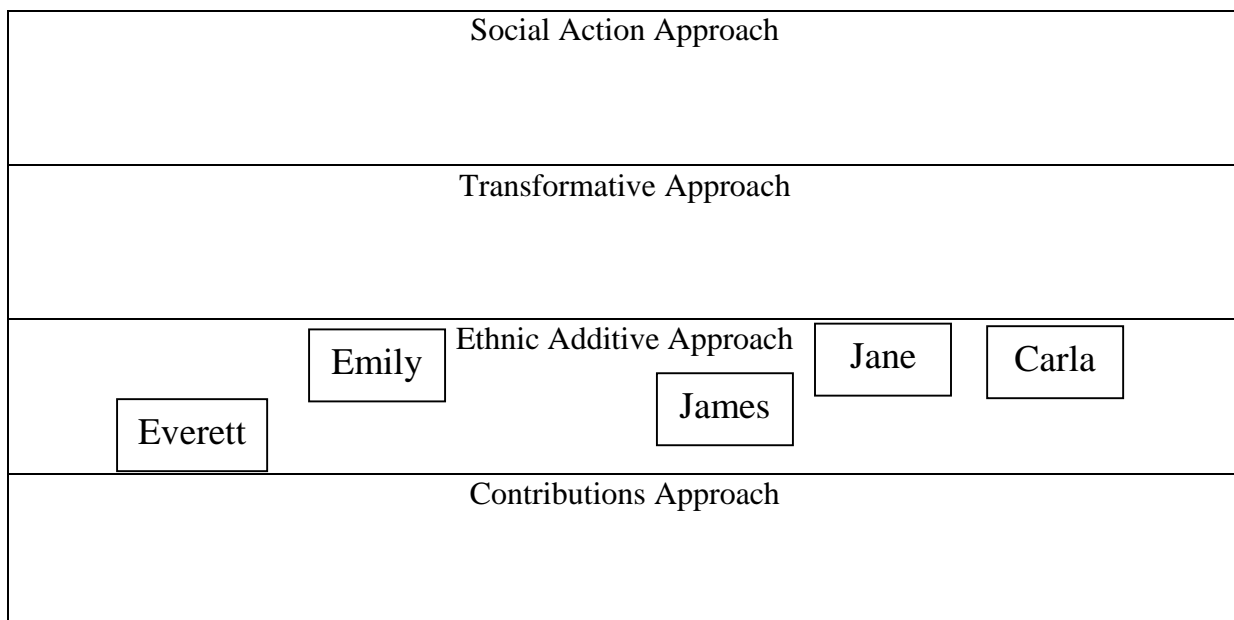 Social Action Approach
Transformative Approach
Ethnic Additive Approach
Emily
Jane
Carla
James
Everett
Contributions Approach